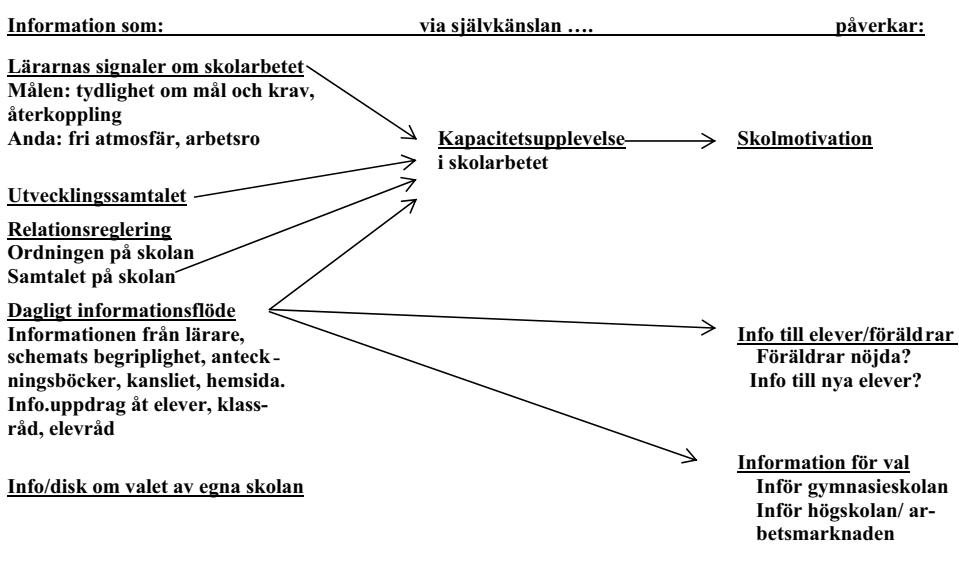 Information som: via självkänslan …. påverkar:
Lärarnas signaler om skolarbetet
Målen: tydlighet om mål och krav,
återkoppling
Anda: fri atmosfär, arbetsro
Kapacitetsupplevelse
i skolarbetet
Skolmotivation
Utvecklingssamtalet
Relationsreglering
Ordningen på skolan
Samtalet på skolan
Dagligt informationsflöde
Informationen från lärare,
schemats begriplighet, anteck-
ningsböcker, kansliet, hemsida.
Info.uppdrag åt elever, klass-
råd, elevråd
Info/disk om valet av egna skolan
Info till elever/föräldrar
Föräldrar nöjda?
Info till nya elever?
Information för val
Inför gymnasieskolan
Inför högskolan/ ar-
betsmarknaden